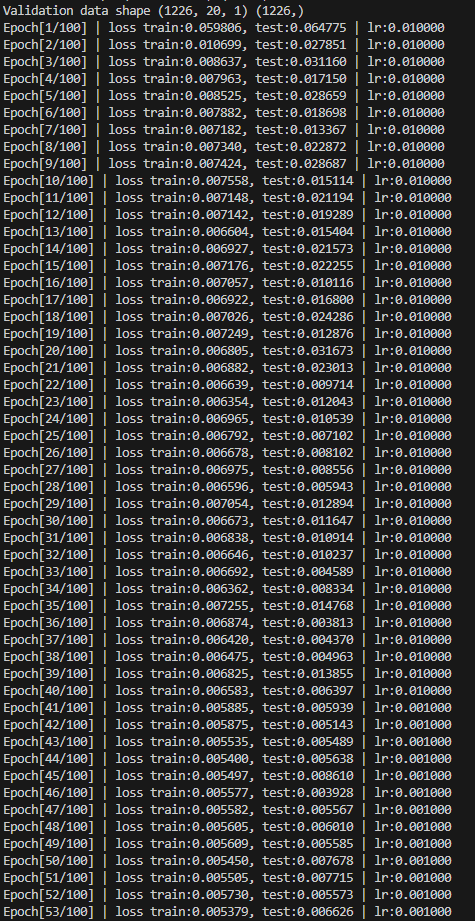 Validation data shape (1226, 20, 1) (1226,)
Epoch[1/100] | loss train:0.059806, test:0.064775 | lr:0.010000
Epoch[2/100] | loss train:0.010699, test:0.027851 | lr:0.010000
Epoch[3/100] | loss train:0.008637, test:0.031160 | lr:0.010000
Epoch[4/100] | loss train:0.007963, test:0.017150 | lr:0.010000
Epoch[5/100] | loss train:0.008525, test:0.028659 | lr:0.010000
Epoch[6/100] | loss train:0.007882, test:0.018698 | lr:0.010000
Epoch[7/100] | loss train:0.007182, test:0.013367 | lr:0.010000
Epoch[8/100] | loss train:0.007340, test:0.022872 | lr:0.010000
Epoch[9/100] | loss train:0.007424, test:0.028687 | lr:0.010000
Epoch[10/100] | loss train:0.007558, test:0.015114 | lr:0.010000
Epoch[11/100] | loss train:0.007148, test:0.021194 | lr:0.010000
Epoch[12/100] | loss train:0.007142, test:0.019289 | lr:0.010000
Epoch[13/100] | loss train:0.006604, test:0.015404 | lr:0.010000
Epoch[14/100] | loss train:0.006927, test:0.021573 | lr:0.010000
Epoch[15/100] | loss train:0.007176, test:0.022255 | lr:0.010000
Epoch[16/100] | loss train:0.007057, test:0.010116 | lr:0.010000
Epoch[17/100] | loss train:0.006922, test:0.016800 | lr:0.010000
Epoch[18/100] | loss train:0.007026, test:0.024286 | lr:0.010000
Epoch[19/100] | loss train:0.007249, test:0.012876 | lr:0.010000
Epoch[20/100] | loss train:0.006805, test:0.031673 | lr:0.010000
Epoch[21/100] | loss train:0.006882, test:0.023013 | lr:0.010000
Epoch[22/100] | loss train:0.006639, test:0.009714 | lr:0.010000
Epoch[23/100] | loss train:0.006354, test:0.012043 | lr:0.010000
Epoch[24/100] | loss train:0.006965, test:0.010539 | lr:0.010000
Epoch[25/100] | loss train:0.006792, test:0.007102 | lr:0.010000
Epoch[26/100] | loss train:0.006678, test:0.008102 | lr:0.010000
Epoch[27/100] | loss train:0.006975, test:0.008556 | lr:0.010000
Epoch[28/100] | loss train:0.006596, test:0.005943 | lr:0.010000
Epoch[29/100] | loss train:0.007054, test:0.012894 | lr:0.010000
Epoch[30/100] | loss train:0.006673, test:0.011647 | lr:0.010000
Epoch[31/100] | loss train:0.006838, test:0.010914 | lr:0.010000
Epoch[32/100] | loss train:0.006646, test:0.010237 | lr:0.010000
Epoch[33/100] | loss train:0.006692, test:0.004589 | lr:0.010000
Epoch[34/100] | loss train:0.006362, test:0.008334 | lr:0.010000
Epoch[35/100] | loss train:0.007255, test:0.014768 | lr:0.010000
Epoch[36/100] | loss train:0.006874, test:0.003813 | lr:0.010000
Epoch[37/100] | loss train:0.006420, test:0.004370 | lr:0.010000
Epoch[38/100] | loss train:0.006475, test:0.004963 | lr:0.010000
Epoch[39/100] | loss train:0.006825, test:0.013855 | lr:0.010000
Epoch[40/100] | loss train:0.006583, test:0.006397 | lr:0.010000
Epoch[41/100] | loss train:0.005885, test:0.005939 | lr:0.001000
Epoch[42/100] | loss train:0.005875, test:0.005143 | lr:0.001000
Epoch[43/100] | loss train:0.005535, test:0.005489 | lr:0.001000
Epoch[44/100] | loss train:0.005400, test:0.005638 | lr:0.001000
Epoch[45/100] | loss train:0.005497, test:0.008610 | lr:0.001000
Epoch[46/100] | loss train:0.005577, test:0.003928 | lr:0.001000
Epoch[47/100] | loss train:0.005582, test:0.005567 | lr:0.001000
Epoch[48/100] | loss train:0.005605, test:0.006010 | lr:0.001000
Epoch[49/100] | loss train:0.005609, test:0.005585 | lr:0.001000
Epoch[50/100] | loss train:0.005450, test:0.007678 | lr:0.001000
Epoch[51/100] | loss train:0.005505, test:0.007715 | lr:0.001000
Epoch[52/100] | loss train:0.005730, test:0.005573 | lr:0.001000
Epoch[53/100] | loss train:0.005379, test:0.006626 | lr:0.001000